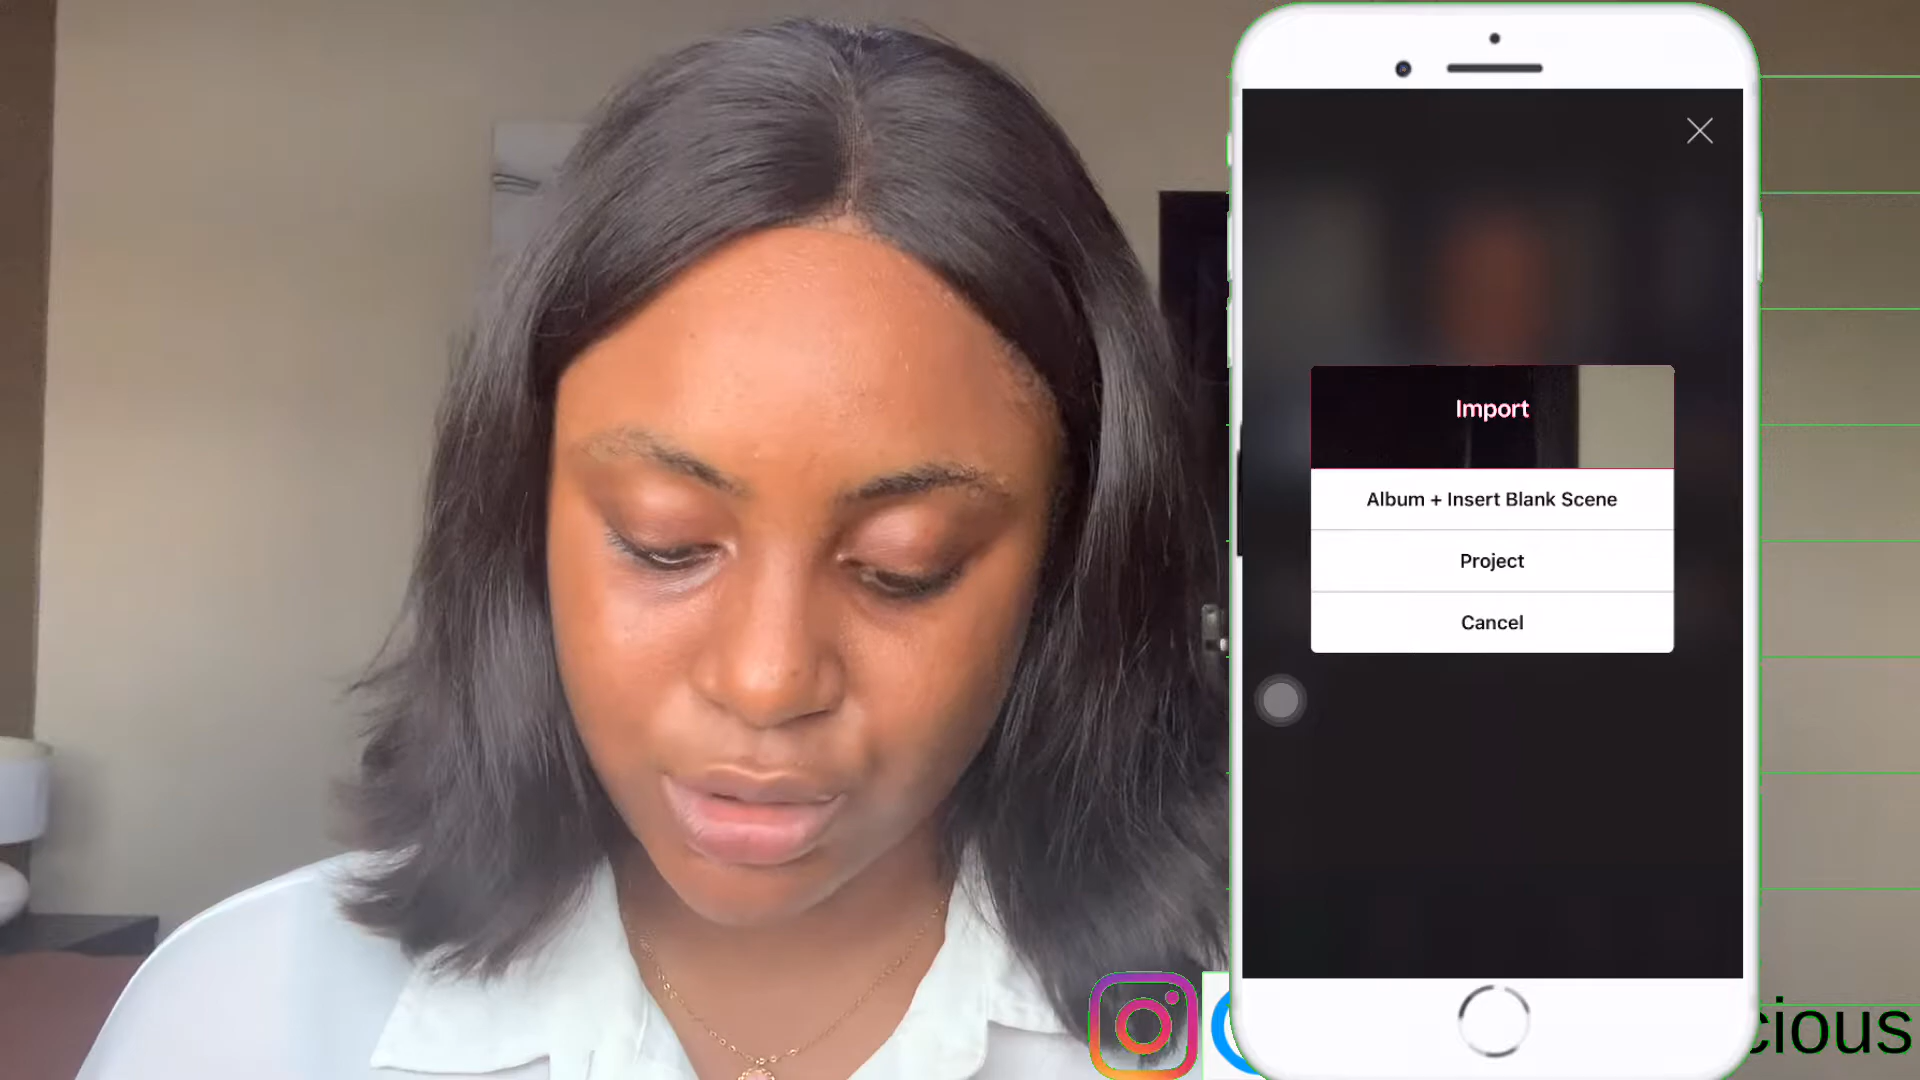 Import
Album + Insert Blank Scene
Project
Cancel
cious